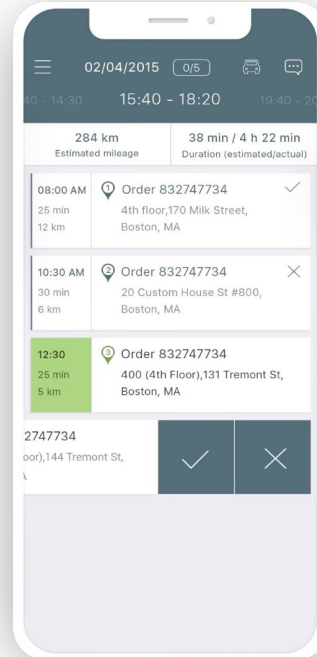 02/04/2015 0/5
40 - 14:30 15:40 - 18:20 19:40 - 20
284 km
Estimated mileage
38 min / 4 h 22 min
Duration (estimated/actual)
08:00 AM
25 min
12 km
1 Order 832747734
4th floor,170 Milk Street,
Boston, MA
10:30 AM
30 min
6 km
2 Order 832747734
20 Custom House St #800,
Boston, MA
12:30
25 min
5 km
3 Order 832747734
400 (4th Floor),131 Tremont St,
Boston, MA
2747734
oor),144 Tremont St,